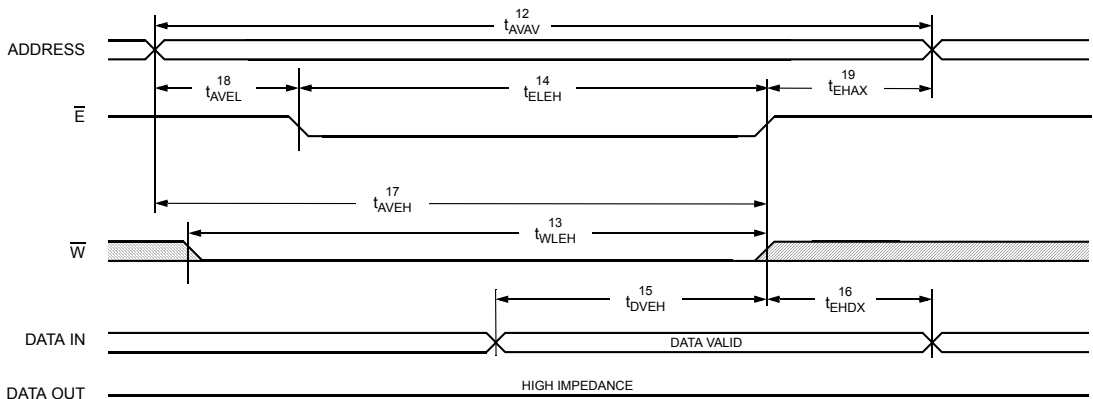 12
tAVAV
ADDRESS
18
tAVEL
14
tELEH
19
tEHAX
E
17
tAVEH
13
tWLEH
W
15
tDVEH
16
tEHDX
DATA IN
DATA VALID
DATA OUT
HIGH IMPEDANCE